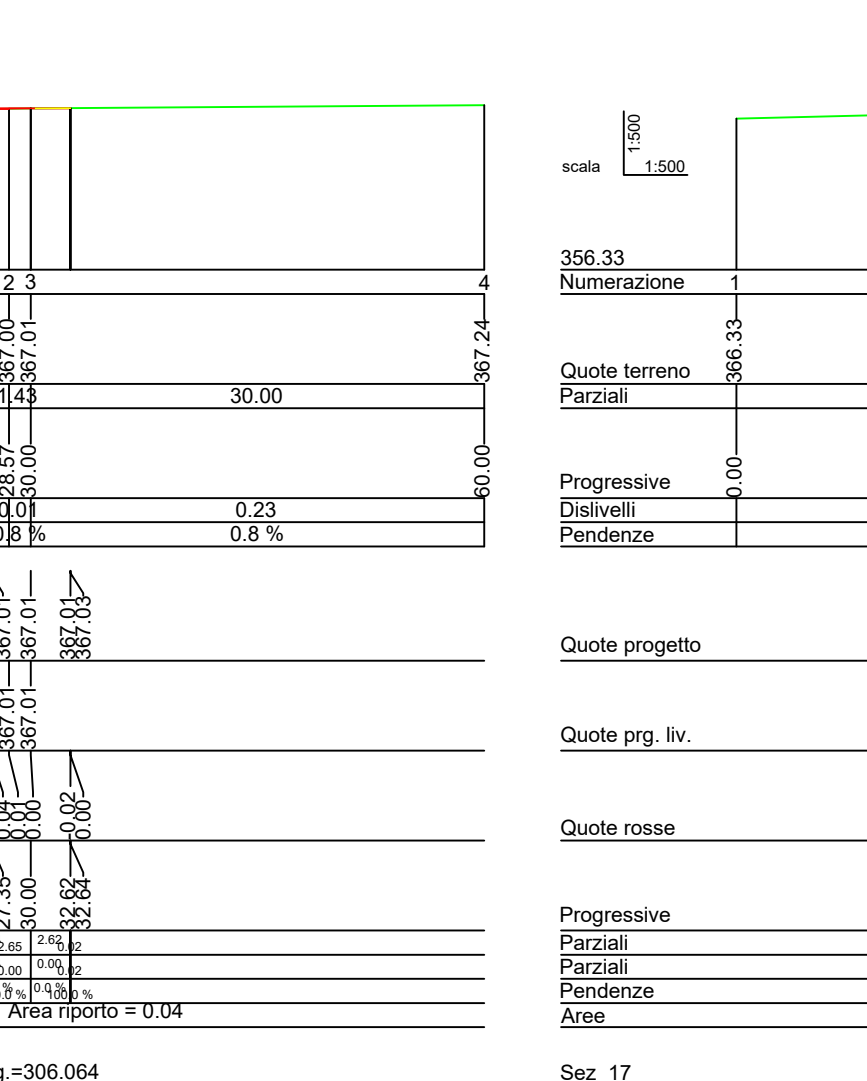 1:500
scala 1:500
356.33
2 3 4
Numerazione 1
367.00 367.01 367.24
Quote terreno 366.33
1.43 30.00
Parziali
28.57 30.00 60.00
Progressive 0.00
0.01 0.23
Dislivelli
0.8 % 0.8 %
Pendenze
367.01 367.01 367.01 367.03
Quote progetto
367.01 367.01
Quote prg. liv.
0.04 0.01 0.00 0.00
Quote rosse
27.35 30.00 32.62 32.64
Progressive
2.65 2.62 0.02
Parziali
0.00 0.00 0.02
Parziali
0.0 % 0.0 % 100.0 %
Pendenze
Area riporto = 0.04
Aree
g.=306.064
Sez 17